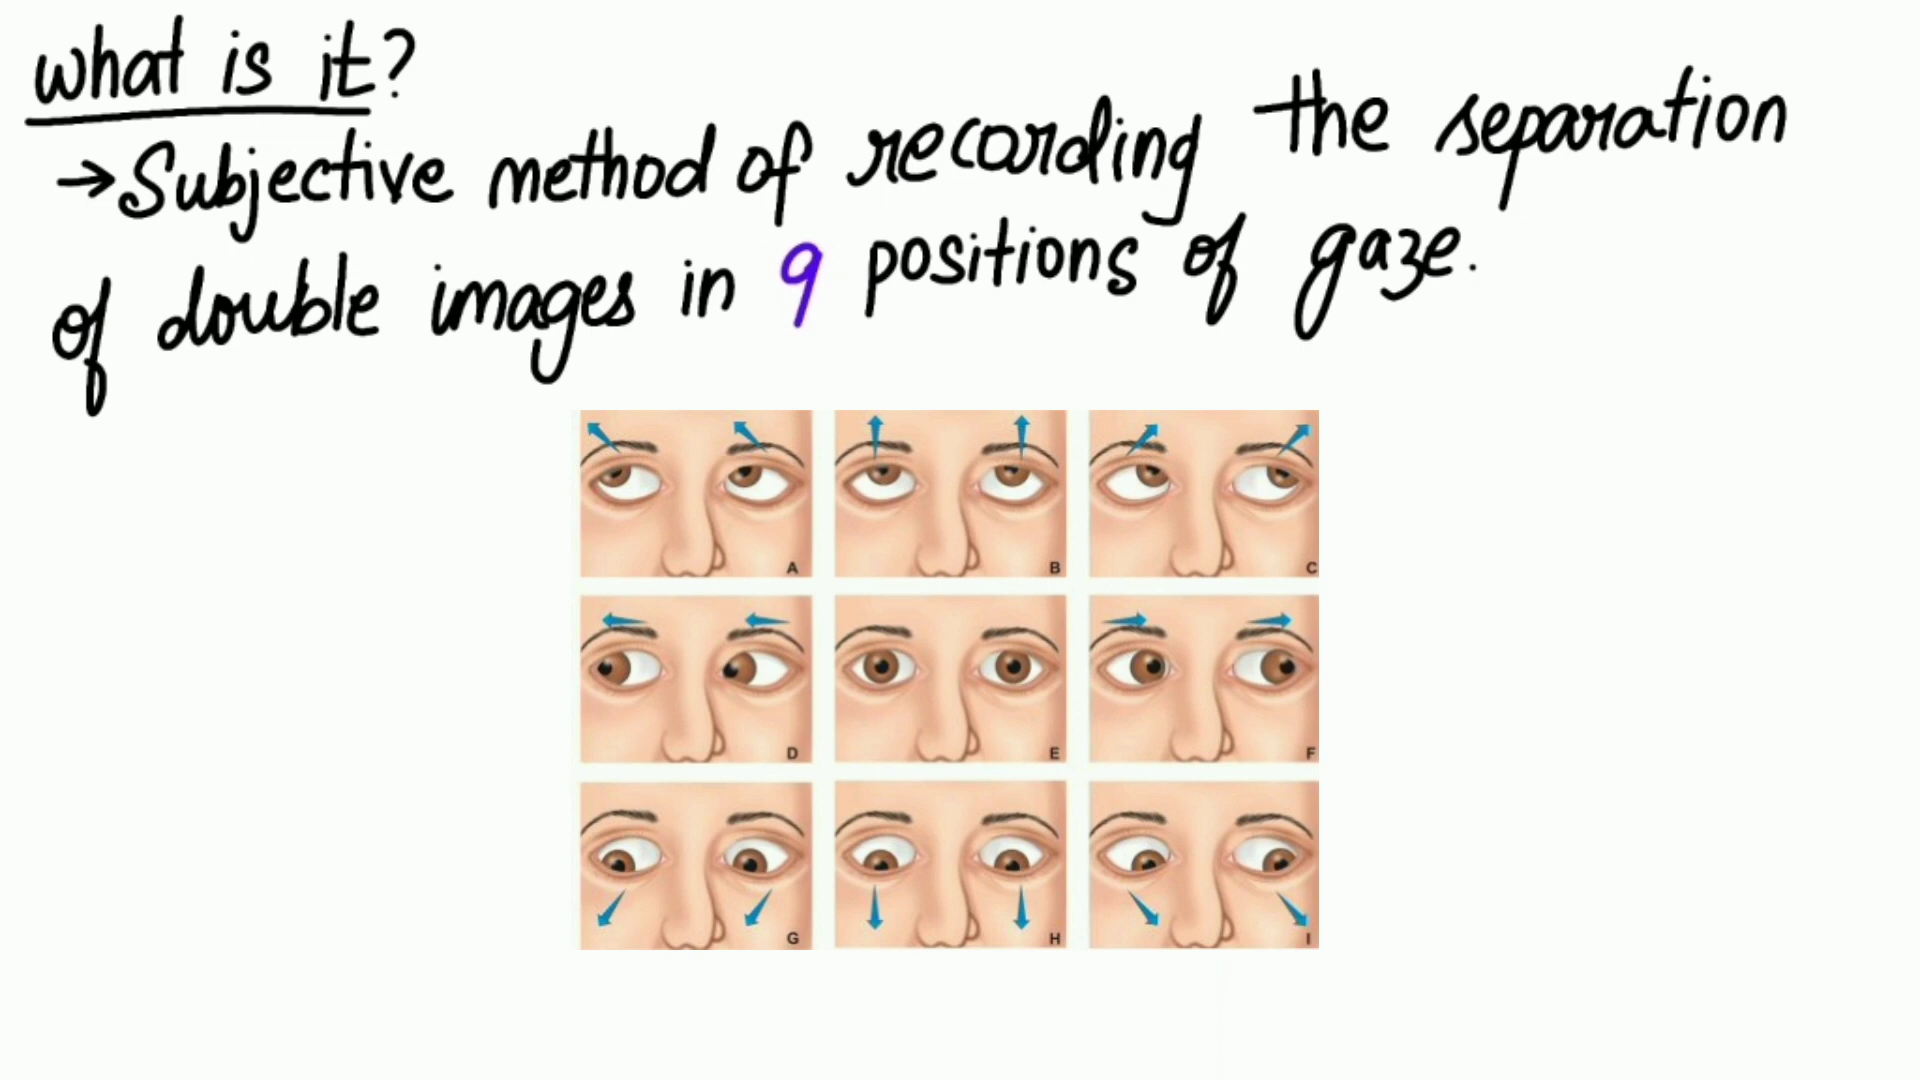 what is it?
→Subjective method of recording the separation
of double images in 9 positions of gaze.
A B C
D E F
G H I